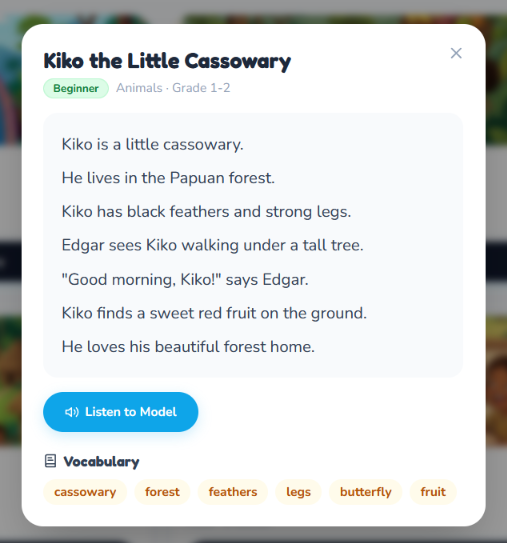 Kiko the Little Cassowary
Beginner Animals · Grade 1-2
Kiko is a little cassowary.
He lives in the Papuan forest.
Kiko has black feathers and strong legs.
Edgar sees Kiko walking under a tall tree.
"Good morning, Kiko!" says Edgar.
Kiko finds a sweet red fruit on the ground.
He loves his beautiful forest home.
Listen to Model
Vocabulary
cassowary forest feathers legs butterfly fruit